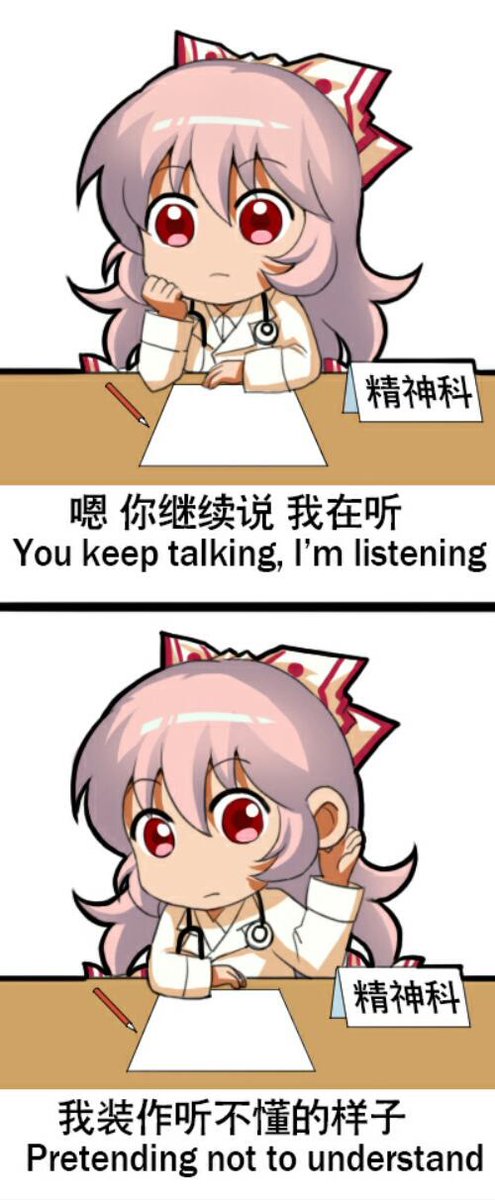 精神科
嗯 你继续说 我在听
You keep talking, I'm listening
精神科
我装作听不懂的样子
Pretending not to understand